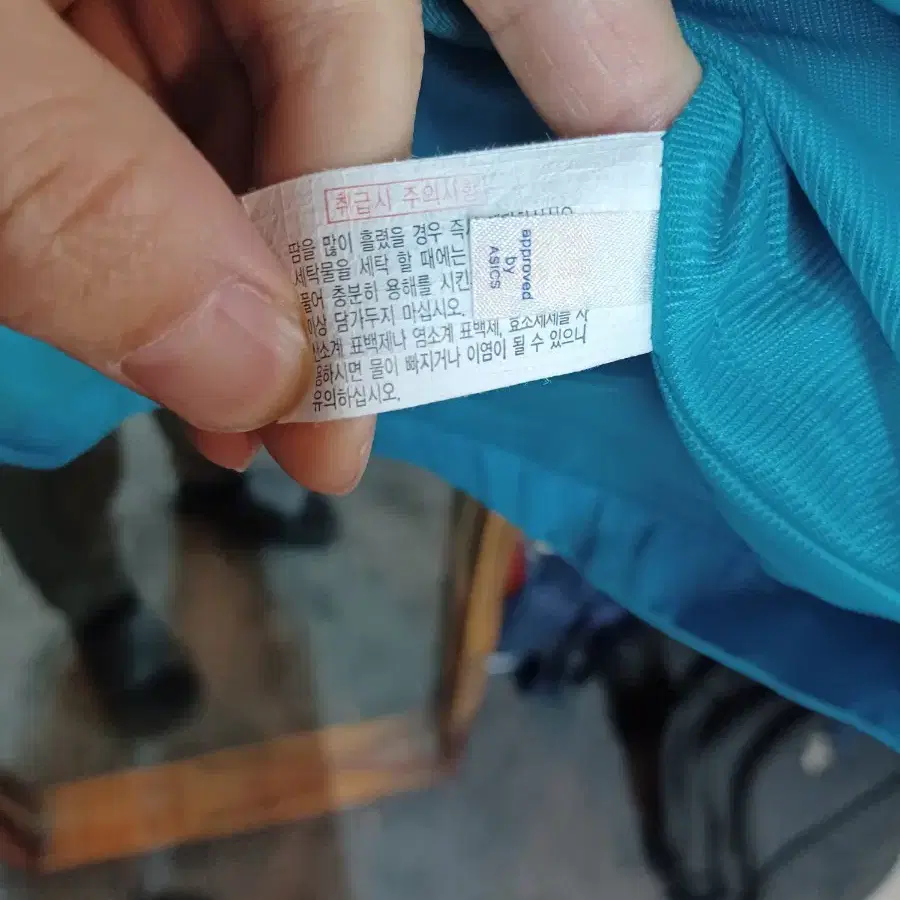 취급시 주의사항
땀을 많이 흘렸을 경우 즉시
세탁물을 세탁 할 때에는
물어 충분히 용해를 시킨
이상 담가두지 마십시오.
산소계 표백제나 염소계 표백제, 효소세제를 사
용하시면 물이 빠지거나 이염이 될 수 있으니
유의하십시오.
approved
by
ASICS